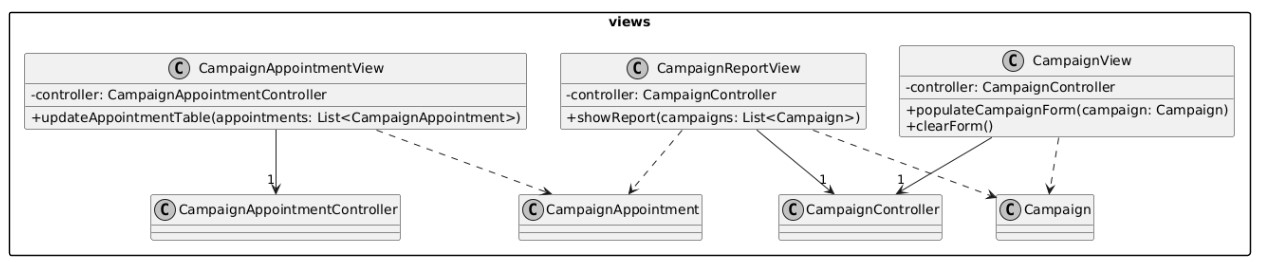 views
C CampaignAppointmentView
-controller: CampaignAppointmentController
+updateAppointmentTable(appointments: List<CampaignAppointment>)
C CampaignReportView
-controller: CampaignController
+showReport(campaigns: List<Campaign>)
C CampaignView
-controller: CampaignController
+populateCampaignForm(campaign: Campaign)
+clearForm()
1
1
1
C CampaignAppointmentController
C CampaignAppointment
C CampaignController
C Campaign